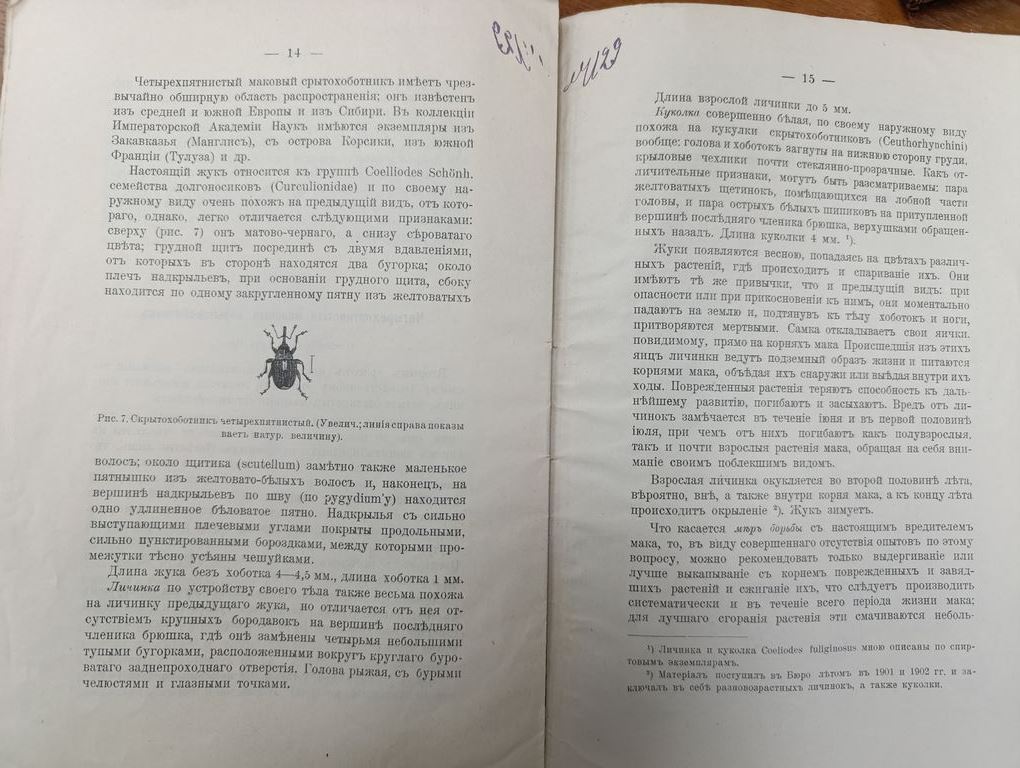 — 14 —
Четырехпятнистый маковый срытохоботникъ имѣетъ чрез-
вычайно обширную область распространенія; онъ извѣстенъ
изъ средней и южной Европы и изъ Сибири. Въ коллекціи
Императорской Академіи Наукъ имѣются экземпляры изъ
Закавказья (Манглисъ), съ острова Корсики, изъ южной
Франціи (Тулуза) и др.
Настоящій жукъ относится къ группѣ Coeliodes Schönh.
семейства долгоносиковъ (Curculionidae) и по своему на-
ружному виду очень похожъ на предыдущій видъ, отъ кото-
раго, однако, легко отличается слѣдующими признаками:
сверху (рис. 7) онъ матово-чернаго, а снизу сѣроватаго
цвѣта; грудной щитъ посрединѣ съ двумя вдавленіями,
отъ которыхъ въ сторонѣ находятся два бугорка; около
плечъ надкрыльевъ, при основаніи грудного щита, сбоку
находится по одному закругленному пятну изъ желтоватыхъ
Рис. 7. Скрытохоботникъ четырехпятнистый. (Увелич.; линія справа показы
ваетъ натур. величину).
волосъ; около щитика (scutellum) замѣтно также маленькое
пятнышко изъ желтовато-бѣлыхъ волосъ и, наконецъ, на
вершинѣ надкрыльевъ по шву (по pygydium'у) находится
одно удлиненное бѣловатое пятно. Надкрылья съ сильно
выступающими плечевыми углами покрыты продольными,
сильно пунктированными бороздками, между которыми про-
межутки тѣсно усѣяны чешуйками.
Длина жука безъ хоботка 4—4,5 мм., длина хоботка 1 мм.
Личинка по устройству своего тѣла также весьма похожа
на личинку предыдущаго жука, но отличается отъ нея от-
сутствіемъ крупныхъ бородавокъ на вершинѣ послѣдняго
членика брюшка, гдѣ онѣ замѣнены четырьмя небольшими
тупыми бугорками, расположенными вокругъ круглаго буро-
ватаго заднепроходнаго отверстія. Голова рыжая, съ бурыми
челюстями и глазными точками.
— 15 —
Длина взрослой личинки до 5 мм.
Куколка совершенно бѣлая, по своему наружному виду
похожа на кукулки скрытохоботниковъ (Ceuthorhynchini)
вообще: голова и хоботокъ загнуты на нижнюю сторону груди,
крыловые чехлики почти стеклянно-прозрачные. Какъ от-
личительные признаки, могутъ быть разсматриваемы: пара
желтоватыхъ щетинокъ, помѣщающихся на лобной части
головы, и пара острыхъ бѣлыхъ шипиковъ на притупленной
вершинѣ послѣдняго членика брюшка, верхушками обращен-
ныхъ назадъ. Длина куколки 4 мм. ¹).
Жуки появляются весною, попадаясь на цвѣтахъ различ-
ныхъ растеній, гдѣ происходитъ и спариваніе ихъ. Они
имѣютъ тѣ же привычки, что и предыдущій видъ: при
опасности или при прикосновеніи къ нимъ, они моментально
падаютъ на землю и, подтянувъ къ тѣлу хоботокъ и ноги,
притворяются мертвыми. Самка откладываетъ свои яички,
повидимому, прямо на корняхъ мака Происшедшія изъ этихъ
яицъ личинки ведутъ подземный образъ жизни и питаются
корнями мака, объѣдая ихъ снаружи или выѣдая внутри ихъ
ходы. Поврежденныя растенія теряютъ способность къ даль-
нѣйшему развитію, погибаютъ и засыхаютъ. Вредъ отъ ли-
чинокъ замѣчается въ теченіе іюня и въ первой половинѣ
іюля, при чемъ отъ нихъ погибаютъ какъ полувзрослыя,
такъ и почти взрослыя растенія мака, обращая на себя вни-
маніе своимъ поблекшимъ видомъ.
Взрослая личинка окукляется во второй половинѣ лѣта,
вѣроятно, внѣ, а также внутри корня мака, а къ концу лѣта
происходитъ окрыленіе ²). Жукъ зимуетъ.
Что касается мѣръ борьбы съ настоящимъ вредителемъ
мака, то, въ виду совершеннаго отсутствія опытовъ по этому
вопросу, можно рекомендовать только выдергиваніе или
лучше выкапываніе съ корнемъ поврежденныхъ и завяд-
шихъ растеній и сжиганіе ихъ, что слѣдуетъ производить
систематически и въ теченіе всего періода жизни мака;
для лучшаго сгоранія растенія эти смачиваются неболь-
¹) Личинка и куколка Coeliodes fuliginosus мною описаны по спир-
товымъ экземплярамъ.
²) Матеріалъ поступилъ въ Бюро лѣтомъ въ 1901 и 1902 гг. и за-
ключалъ въ себѣ разновозрастныхъ личинокъ, а также куколки.